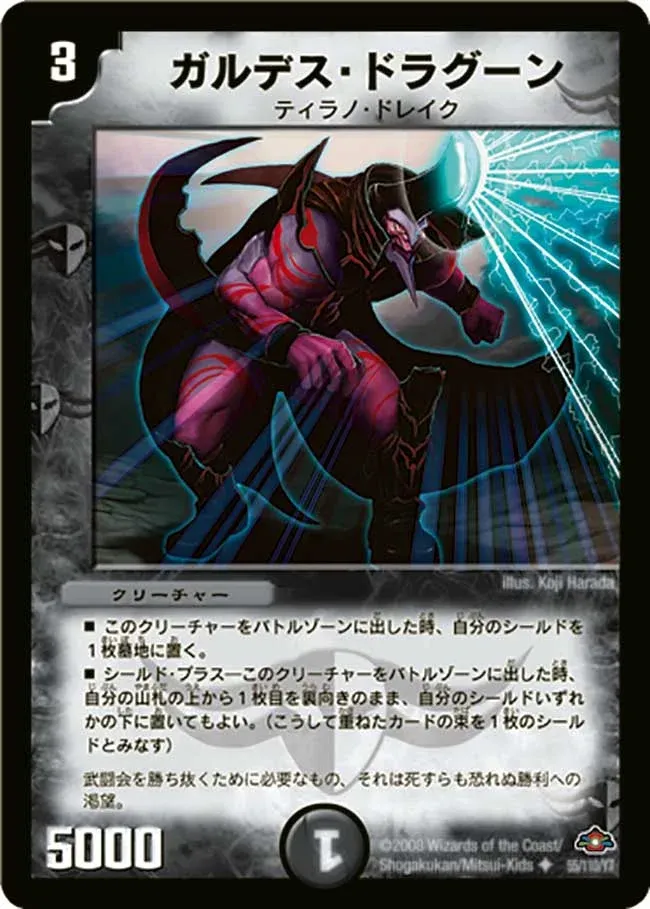 3
ガルデス・ドラグーン
ティラノ・ドレイク
illus. Koji Harada
クリーチャー
■ このクリーチャーをバトルゾーンに出した時、自分のシールドを
1枚墓地に置く。
■ シールド・プラス―このクリーチャーをバトルゾーンに出した時、
自分の山札の上から1枚目を裏向きのまま、自分のシールドいずれ
かの下に置いてもよい。（こうして重ねたカードの束を1枚のシール
ドとみなす）
武闘会を勝ち抜くために必要なもの、それは死すらも恐れぬ勝利への
渇望。
5000
1
©2008 Wizards of the Coast/
Shogakukan/Mitsui-Kids
55/110/Y7